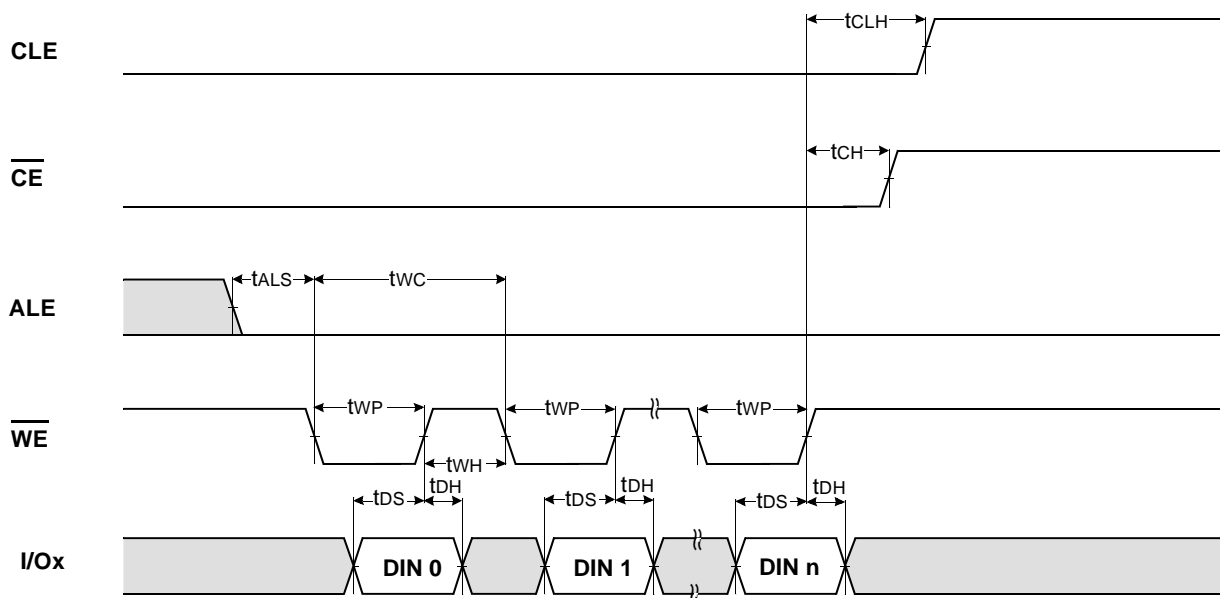 tCLH
CLE
CE
tCH
tALS
tWC
ALE
tWP
tWP
tWP
WE
tWH
tDS
tDH
tDS
tDH
tDS
tDH
I/Ox
DIN 0
DIN 1
DIN n